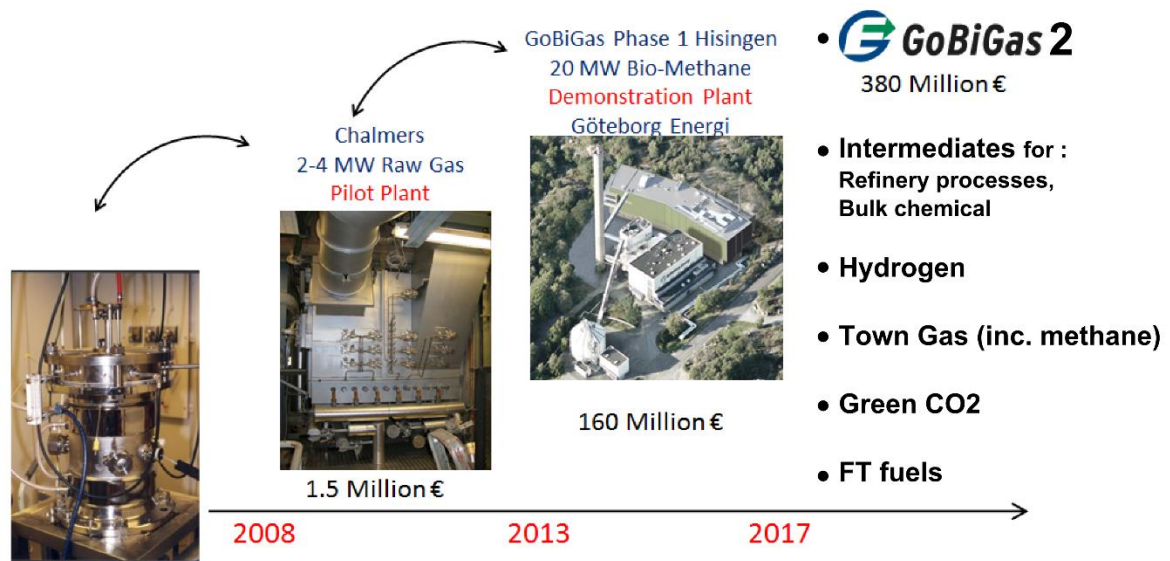 Chalmers
2-4 MW Raw Gas
Pilot Plant
1.5 Million €
GoBiGas Phase 1 Hisingen
20 MW Bio-Methane
Demonstration Plant
Göteborg Energi
160 Million €
• GoBiGas 2
380 Million €
• Intermediates for :
Refinery processes,
Bulk chemical
• Hydrogen
• Town Gas (inc. methane)
• Green CO2
• FT fuels
2008
2013
2017